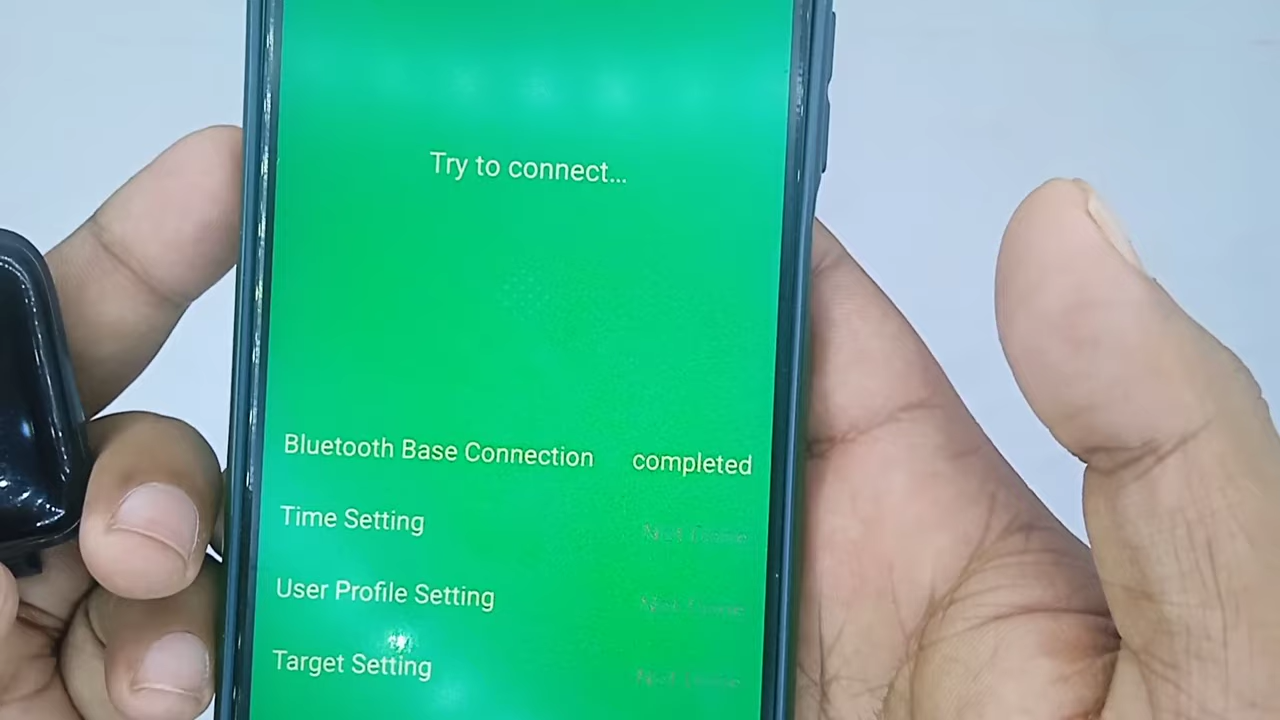 Try to connect...
Bluetooth Base Connection completed
Time Setting
User Profile Setting
Target Setting